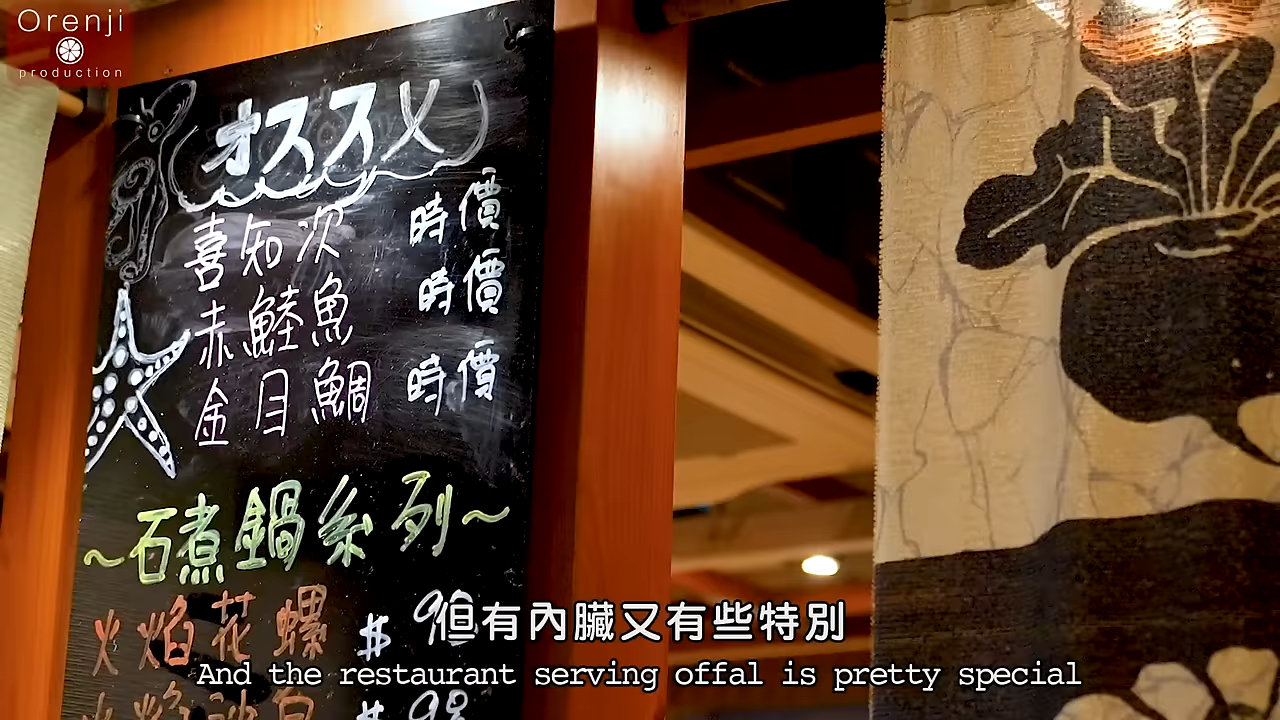 Orenji
production
オススメ
喜知次 時價
赤鯥魚 時價
金目鯛 時價
~石煮鍋系列~
火焰花螺 $
但有內臟又有些特別
And the restaurant serving offal is pretty special